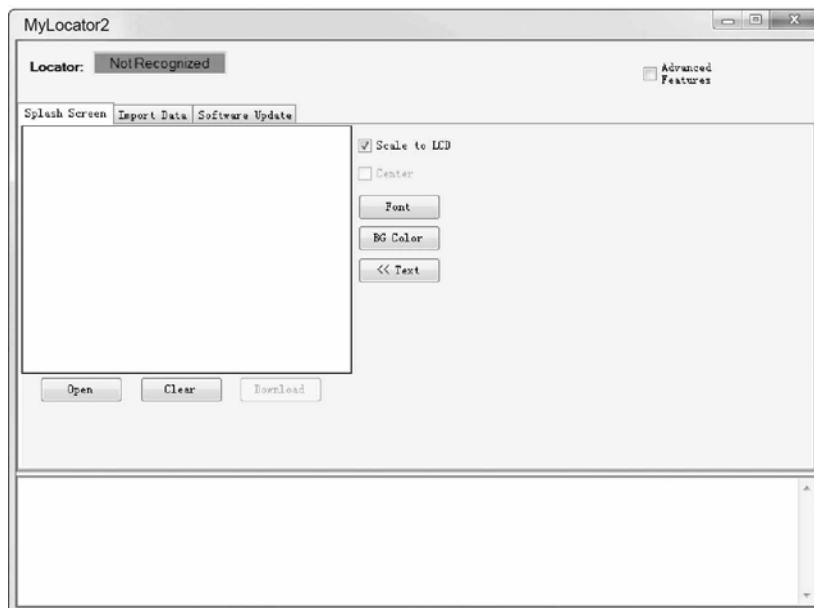 MyLocator2
Locator: Not Recognized
Advanced
Features
Splash Screen Import Data Software Update
Scale to LCD
Center
Font
BG Color
<< Text
Open Clear Download